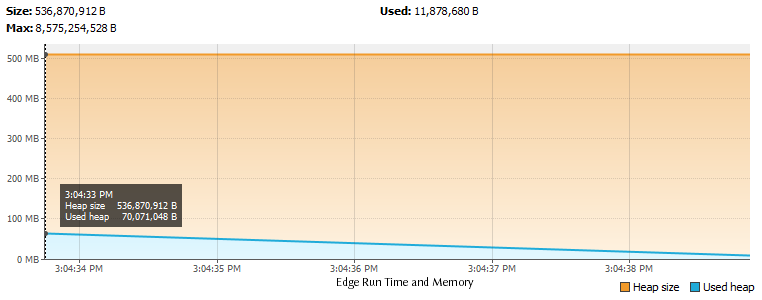 Size: 536,870,912 B
Used: 11,878,680 B
Max: 8,575,254,528 B
500 MB
400 MB
300 MB
200 MB
100 MB
0 MB
3:04:33 PM
Heap size 536,870,912 B
Used heap 70,071,048 B
3:04:34 PM
3:04:35 PM
3:04:36 PM
3:04:37 PM
3:04:38 PM
Edge Run Time and Memory
Heap size
Used heap